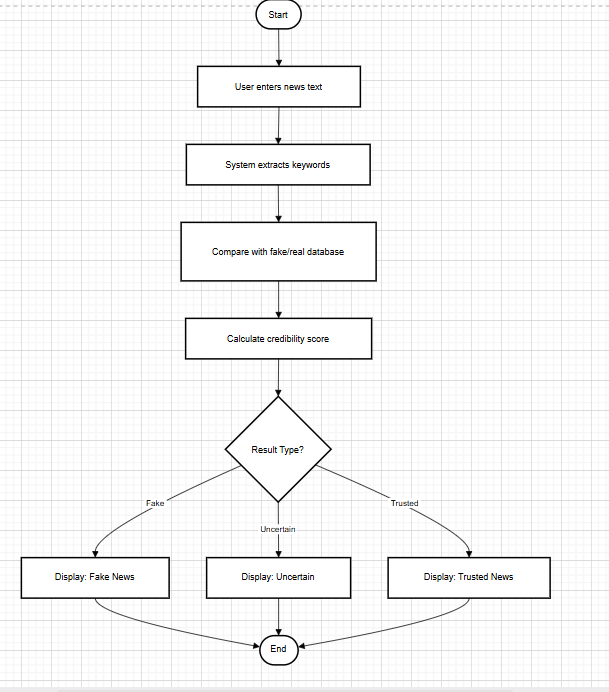 Start
User enters news text
System extracts keywords
Compare with fake/real database
Calculate credibility score
Result Type?
Fake
Uncertain
Trusted
Display: Fake News
Display: Uncertain
Display: Trusted News
End